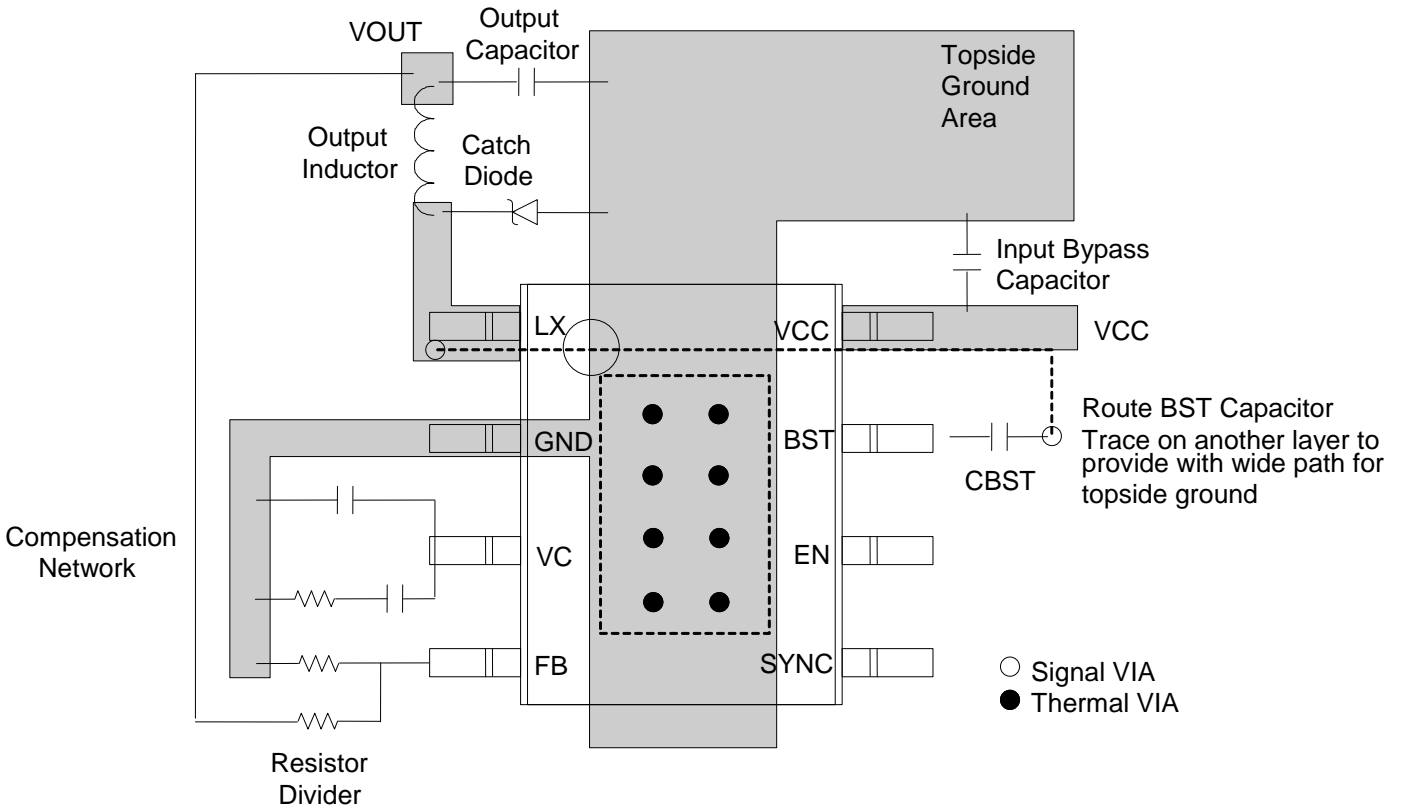 VOUT
Output
Capacitor
Topside
Ground
Area
Output
Inductor
Catch
Diode
Input Bypass
Capacitor
LX
VCC
VCC
GND
BST
CBST
Route BST Capacitor
Trace on another layer to
provide with wide path for
topside ground
Compensation
Network
VC
EN
FB
SYNC
Signal VIA
Thermal VIA
Resistor
Divider